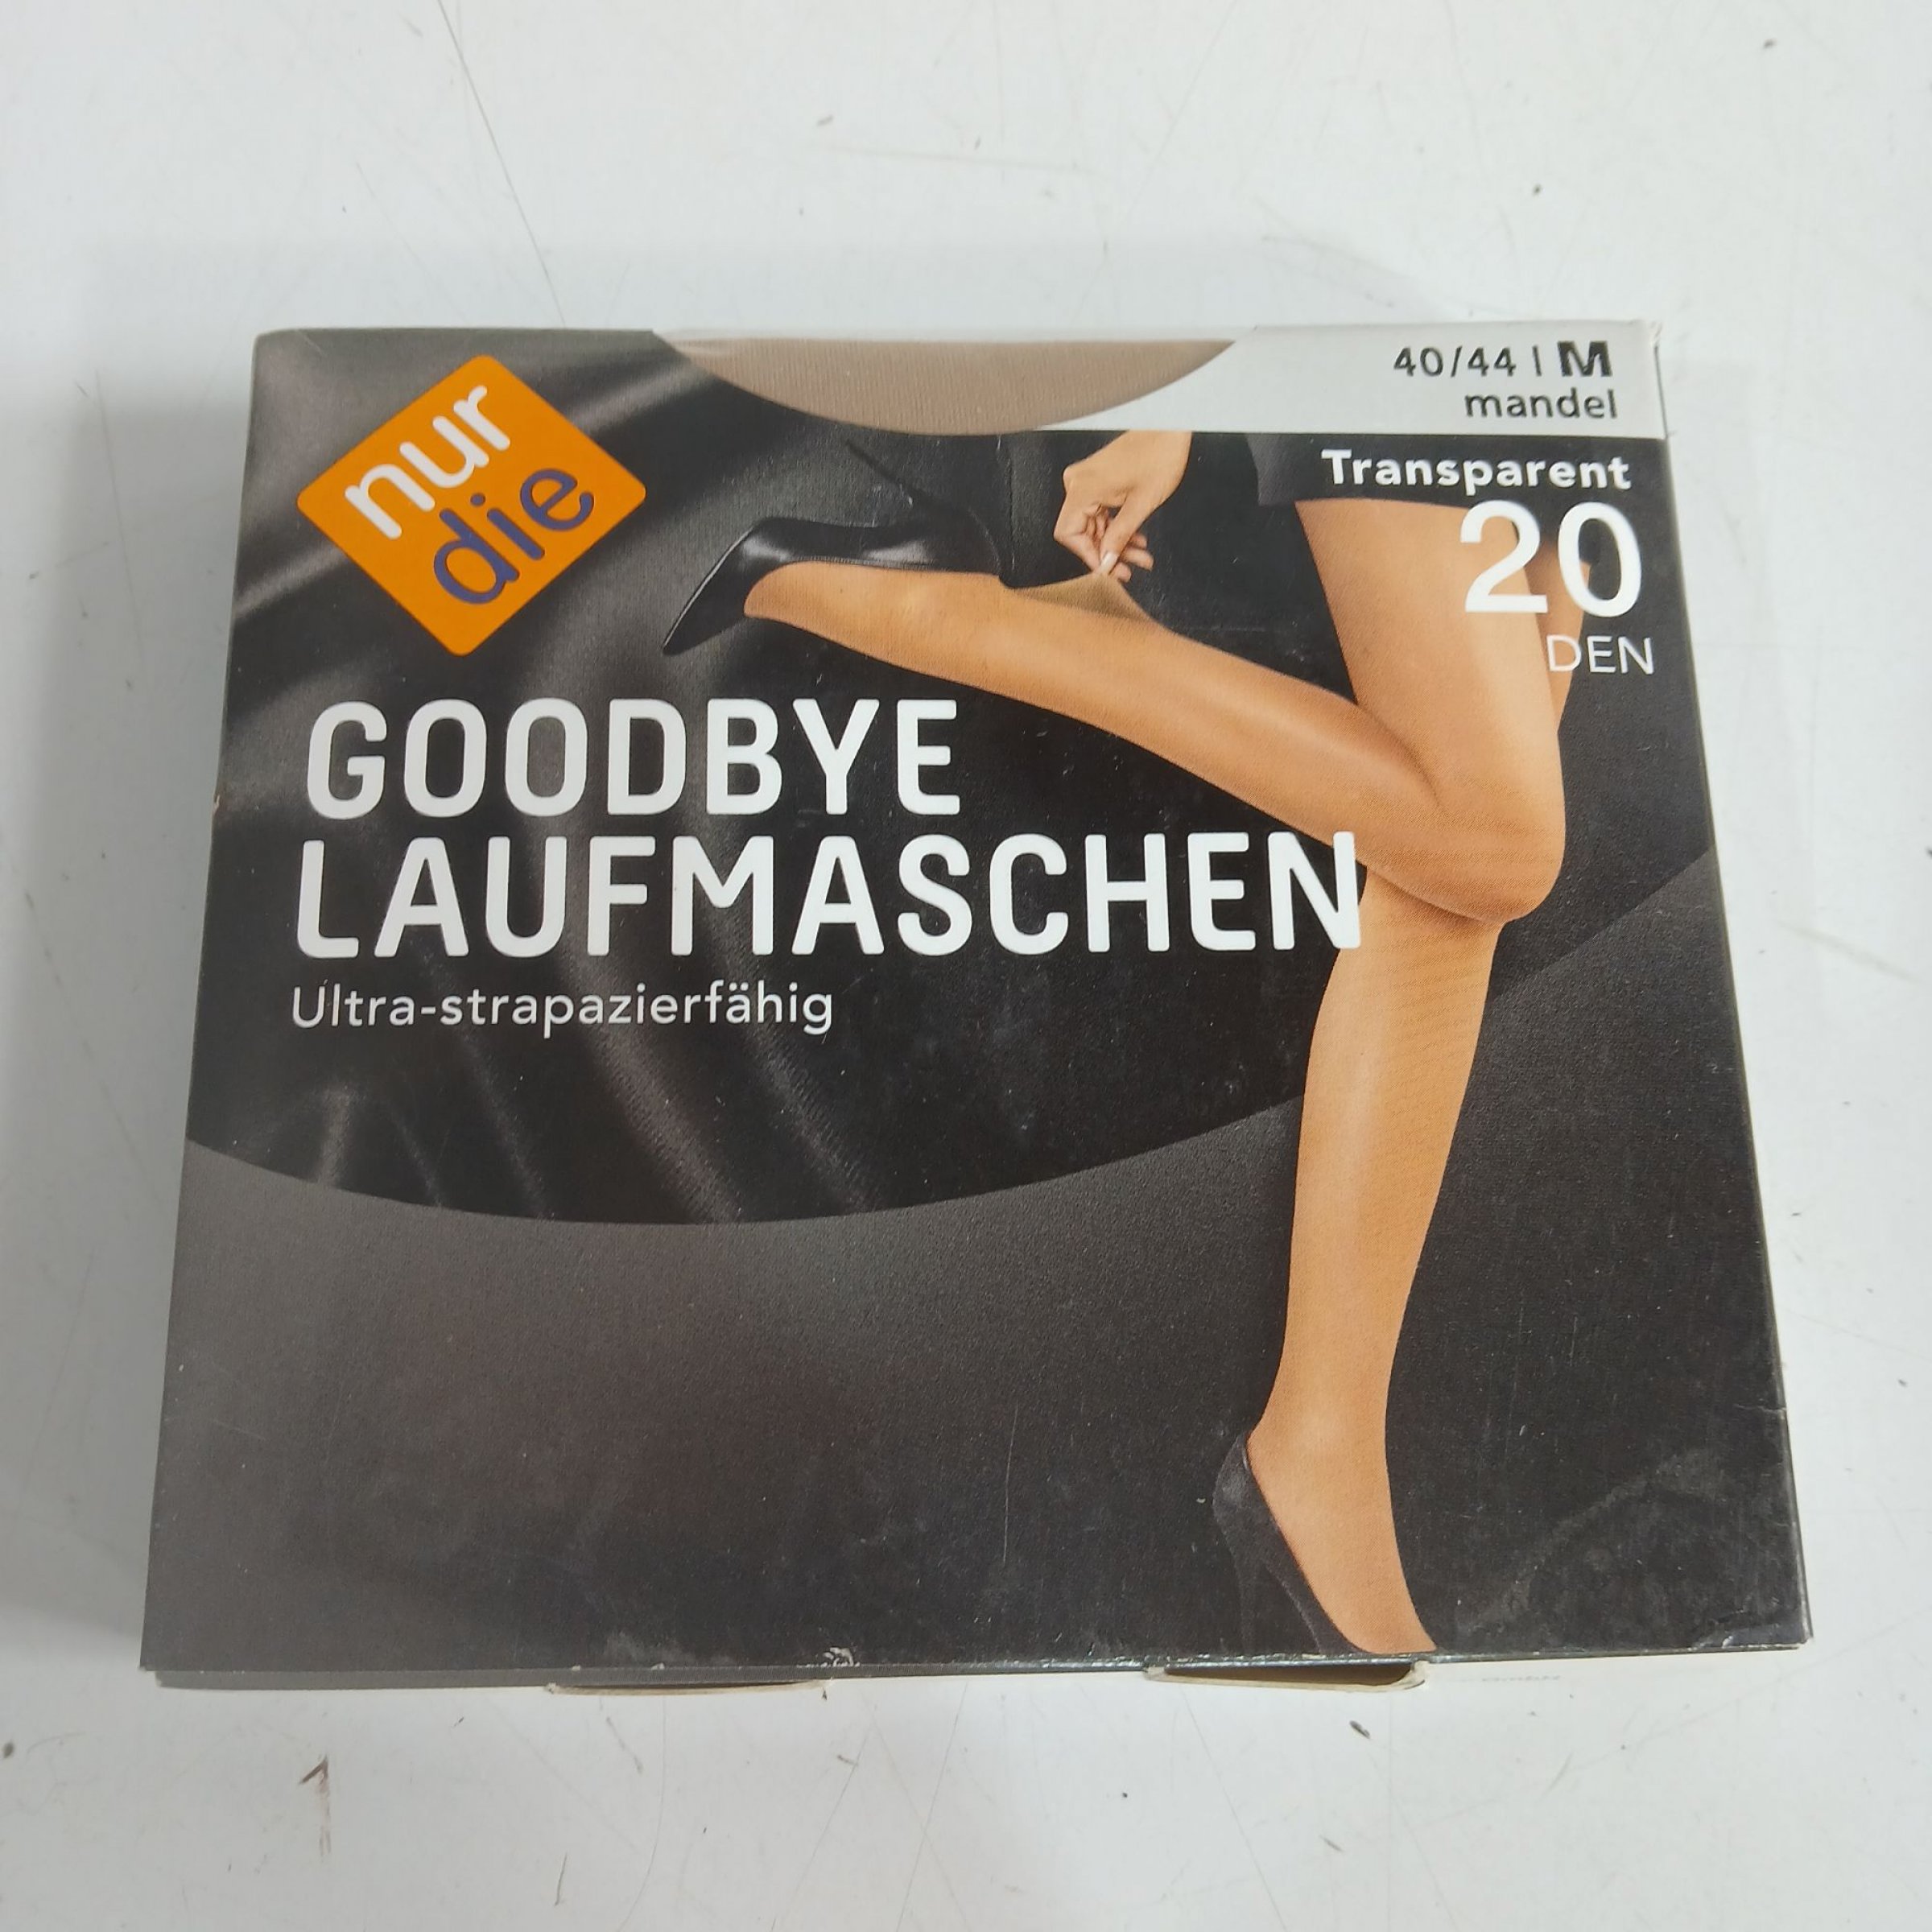 nur
die
40/44 | M
mandel
Transparent
20
DEN
GOODBYE
LAUFMASCHEN
Ultra-strapazierfähig